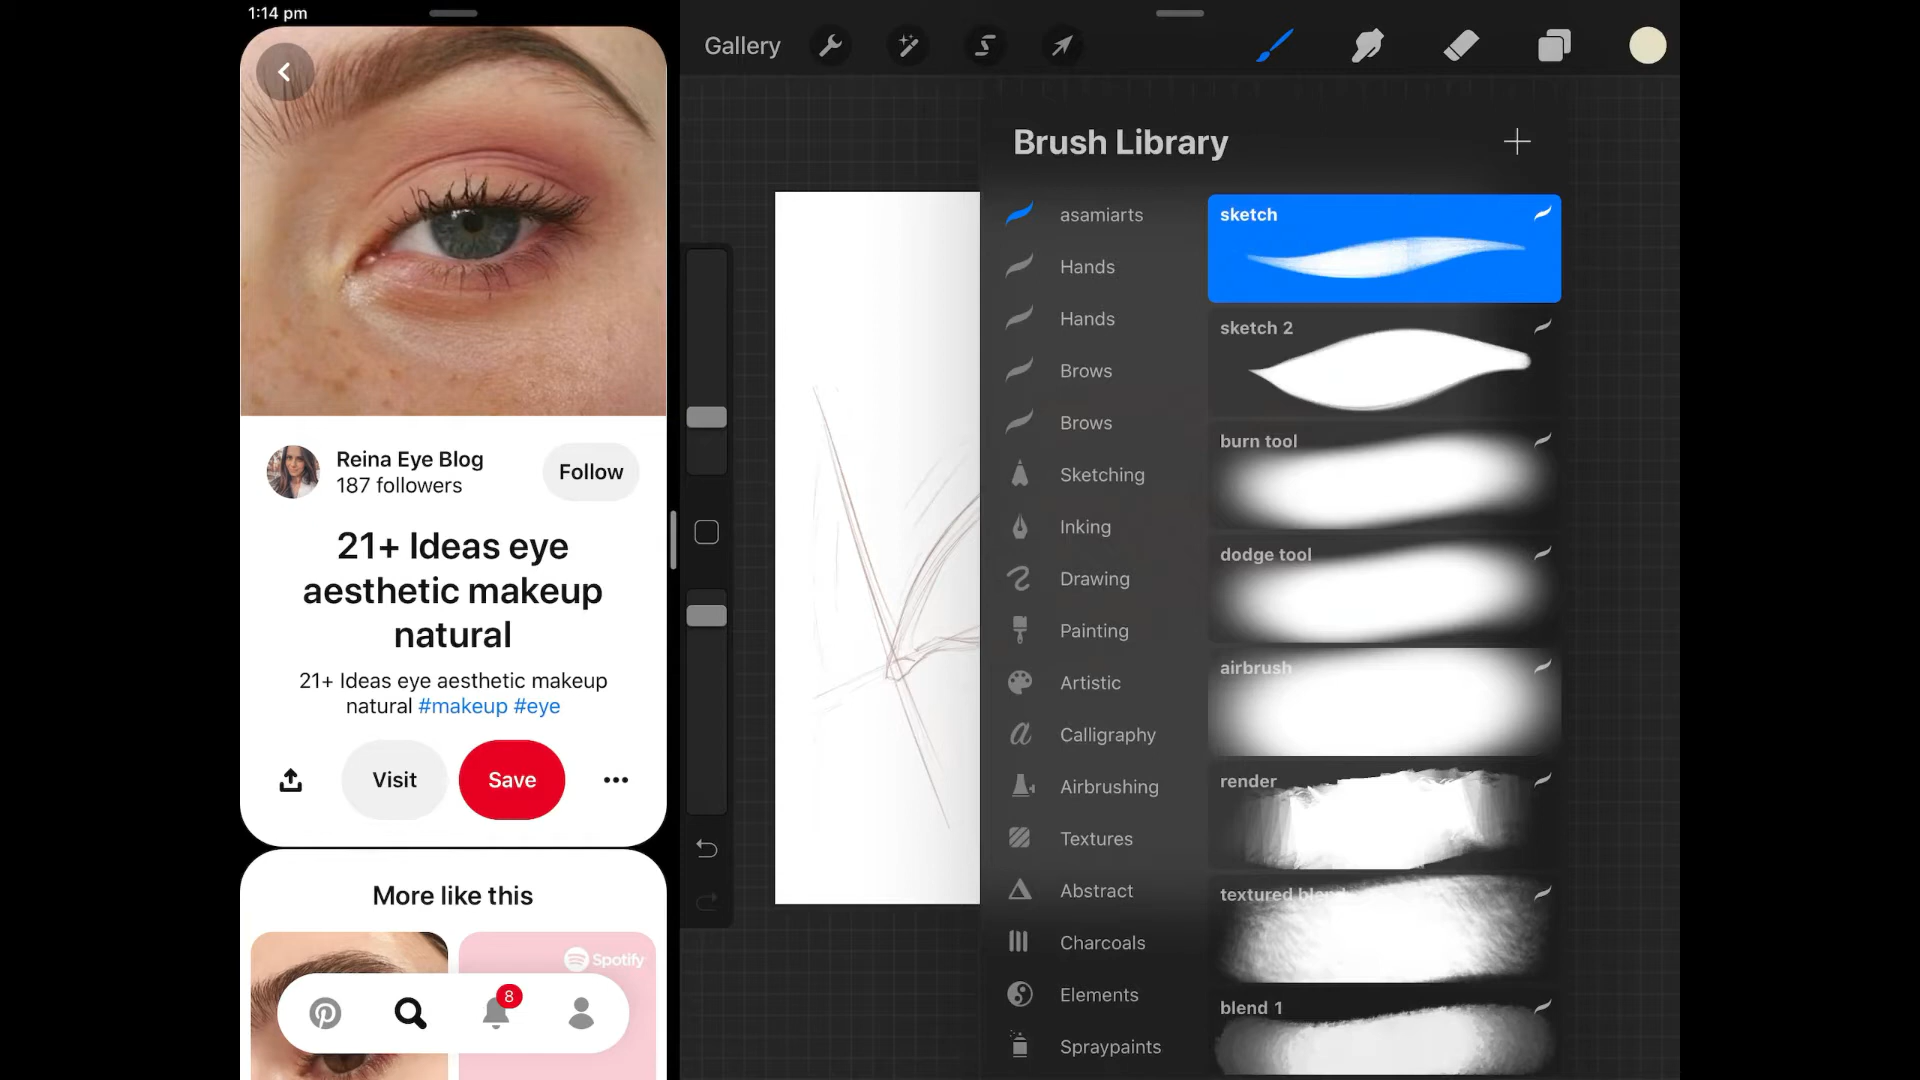 1:14 pm
Reina Eye Blog
187 followers
Follow
21+ Ideas eye
aesthetic makeup
natural
21+ Ideas eye aesthetic makeup
natural #makeup #eye
Visit
Save
More like this
Spotify
8
Gallery
Brush Library
asamiarts
Hands
Hands
Brows
Brows
Sketching
Inking
Drawing
Painting
Artistic
Calligraphy
Airbrushing
Textures
Abstract
Charcoals
Elements
Spraypaints
sketch
sketch 2
burn tool
dodge tool
airbrush
render
textured blend
blend 1